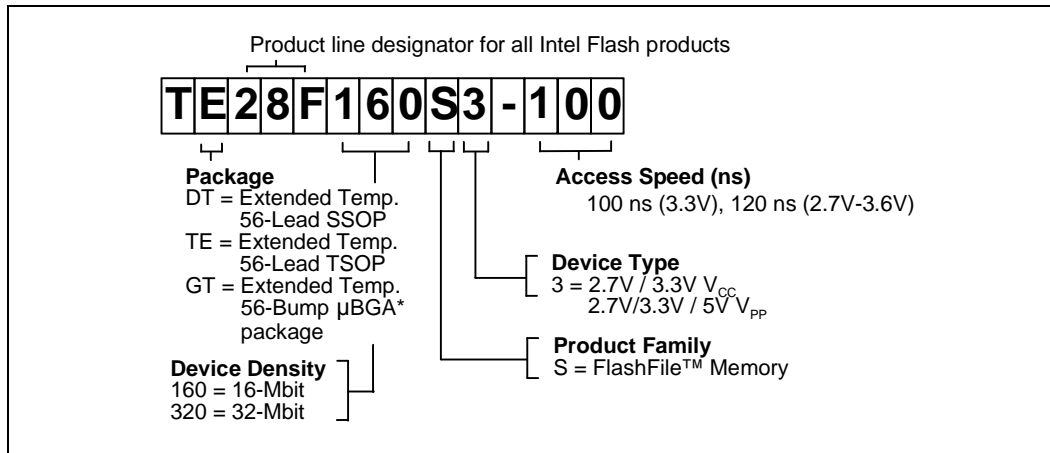 Product line designator for all Intel Flash products
TE28F160S3-100
Package
DT = Extended Temp.
56-Lead SSOP
TE = Extended Temp.
56-Lead TSOP
GT = Extended Temp.
56-Bump µBGA*
package
Device Density
160 = 16-Mbit
320 = 32-Mbit
Access Speed (ns)
100 ns (3.3V), 120 ns (2.7V-3.6V)
Device Type
3 = 2.7V / 3.3V VCC
2.7V/3.3V / 5V VPP
Product Family
S = FlashFile™ Memory